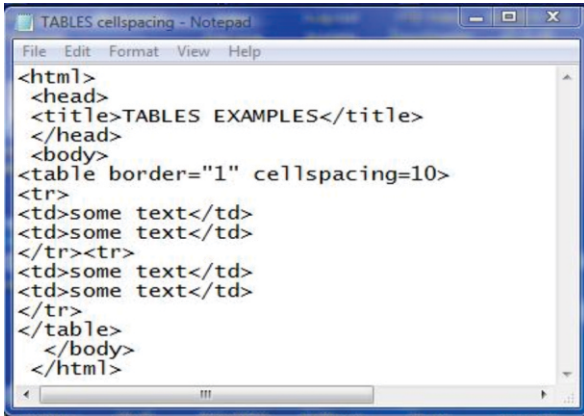 TABLES cellspacing - Notepad
File Edit Format View Help
<html>
<head>
<title>TABLES EXAMPLES</title>
</head>
<body>
<table border="1" cellspacing=10>
<tr>
<td>some text</td>
<td>some text</td>
</tr><tr>
<td>some text</td>
<td>some text</td>
</tr>
</table>
</body>
</html>